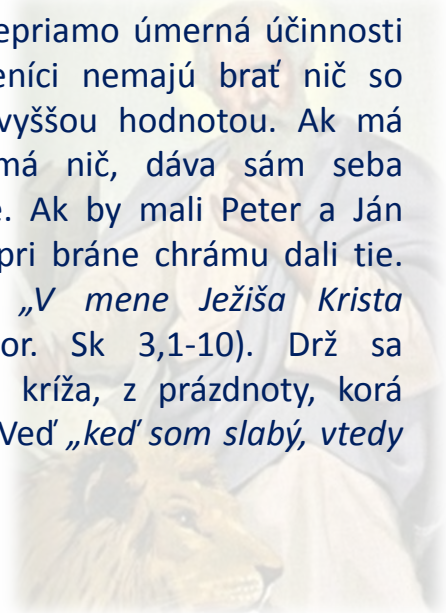 epriamo úmerná účinnosti
eníci nemajú brať nič so
vyššou hodnotou. Ak má
má nič, dáva sám seba
e. Ak by mali Peter a Ján
pri bráne chrámu dali tie.
„V mene Ježiša Krista
or. Sk 3,1-10). Drž sa
kríža, z prázdnoty, korá
Veď „keď som slabý, vtedy